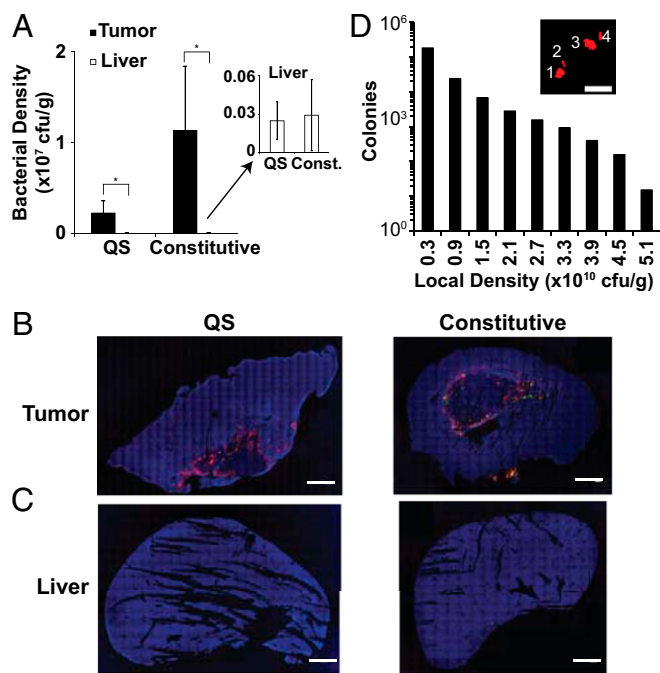 A
Tumor
Liver
Bacterial Density
(x10⁷ cfu/g)
2
1
0
*
*
QS
Constitutive
Liver
0.06
0.03
0
QS Const.
D
Colonies
10⁶
10³
10⁰
1
2
3
4
0.3
0.9
1.5
2.1
2.7
3.3
3.9
4.5
5.1
Local Density (x10¹⁰ cfu/g)
B
QS
Constitutive
Tumor
C
Liver